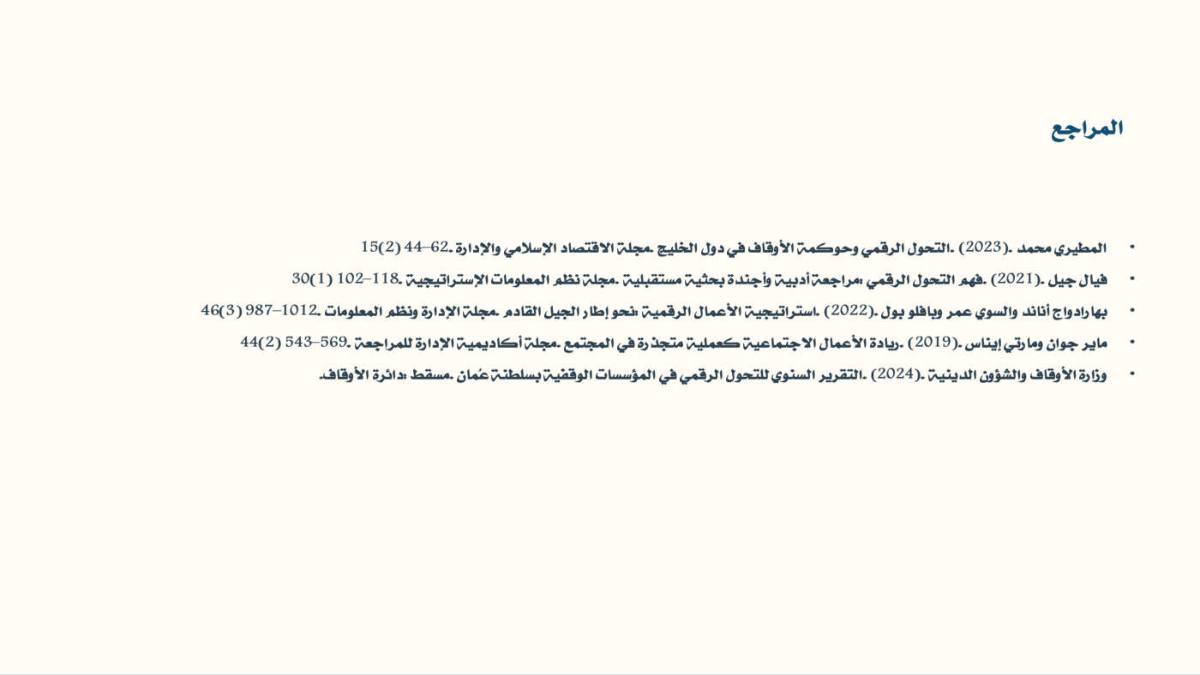 المراجع
• المطيري محمد .(2023) .التحول الرقمي وحوكمة الأوقاف في دول الخليج .مجلة الاقتصاد الإسلامي والإدارة .15(2) 44–62
• فيال جيل .(2021) .فهم التحول الرقمي :مراجعة أدبية وأجندة بحثية مستقبلية .مجلة نظم المعلومات الإستراتيجية .30(1) 102–118
• بهارادواج أناند والسوي عمر وبافلو بول .(2022) .استراتيجية الأعمال الرقمية :نحو إطار الجيل القادم .مجلة الإدارة ونظم المعلومات .46(3) 987–1012
• ماير جوان ومارتي إيناس .(2019) .ريادة الأعمال الاجتماعية كعملية متجذرة في المجتمع .مجلة أكاديمية الإدارة للمراجعة .44(2) 543–569
• وزارة الأوقاف والشؤون الدينية .(2024) .التقرير السنوي للتحول الرقمي في المؤسسات الوقفية بسلطنة عُمان .مسقط :دائرة الأوقاف.